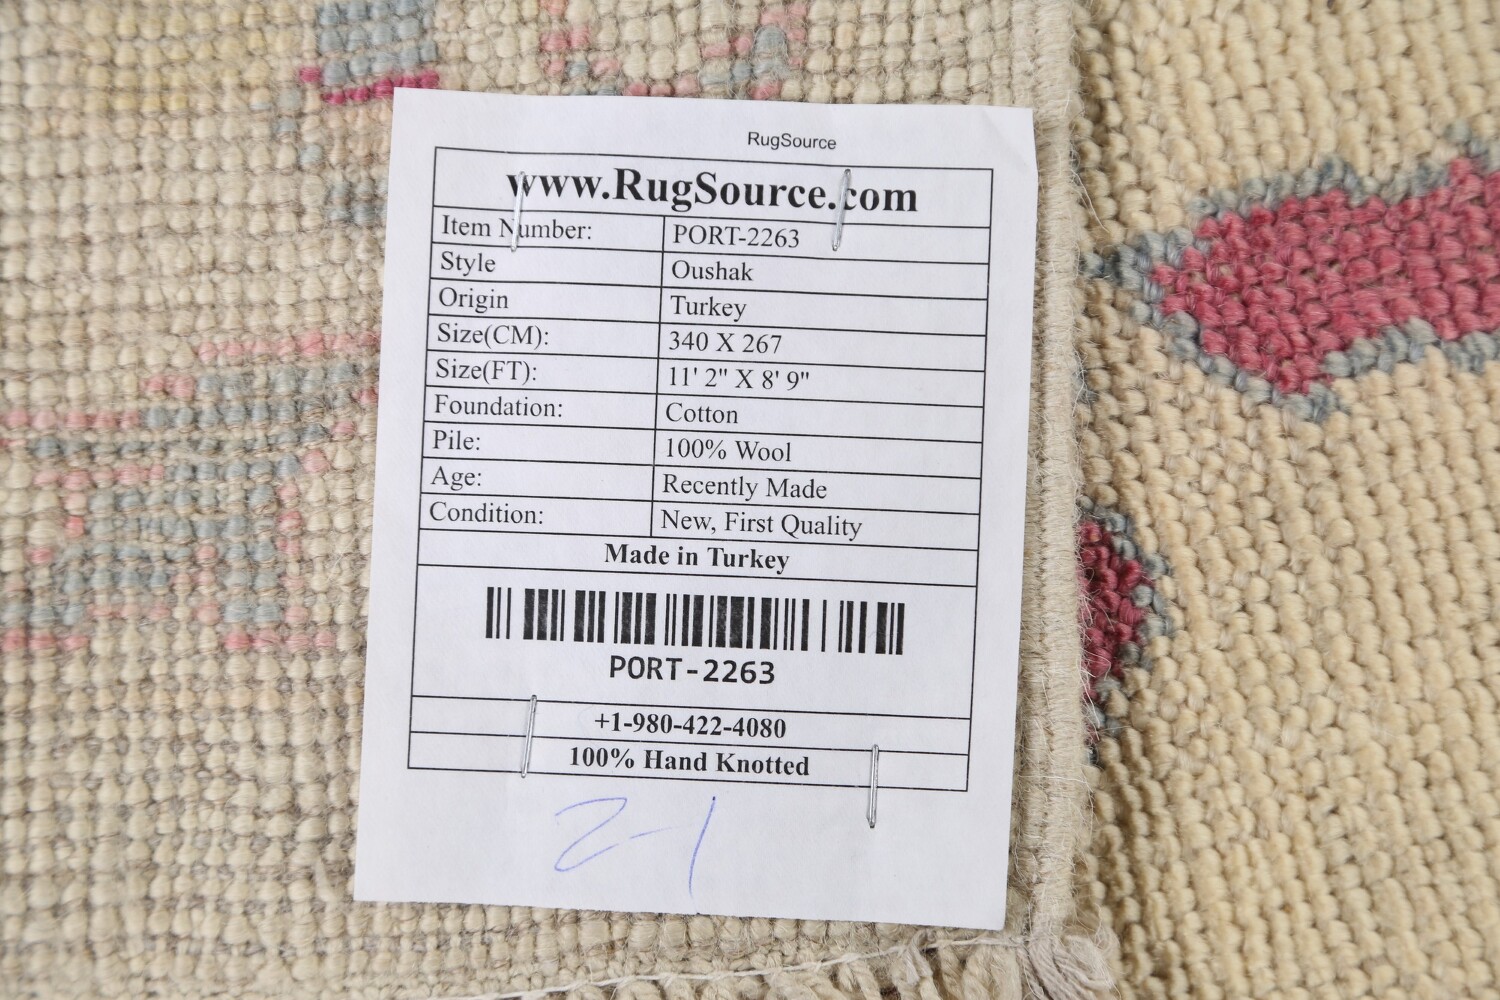 RugSource
www.RugSource.com
Item Number: PORT-2263
Style Oushak
Origin Turkey
Size(CM): 340 X 267
Size(FT): 11' 2" X 8' 9"
Foundation: Cotton
Pile: 100% Wool
Age: Recently Made
Condition: New, First Quality
Made in Turkey
PORT-2263
+1-980-422-4080
100% Hand Knotted
2-1